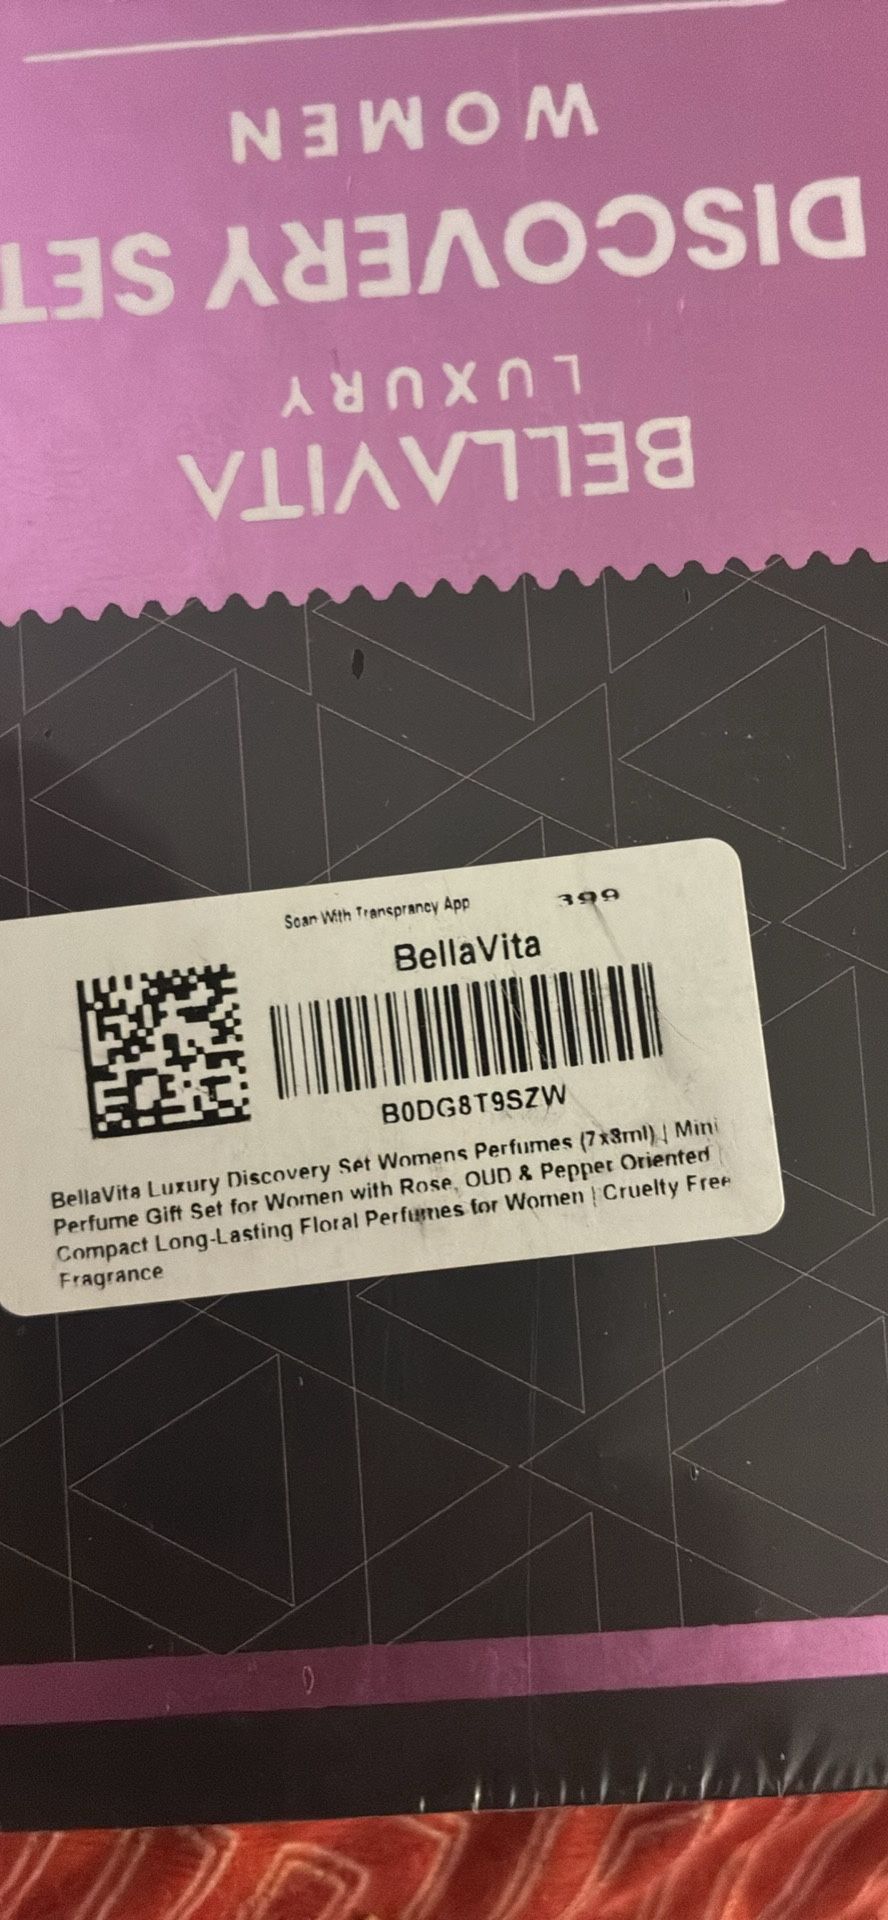 BELLAVITA
LUXURY
DISCOVERY SET
WOMEN
Scan With Transprancy App
399
BellaVita
B0DG8T9SZW
BellaVita Luxury Discovery Set Womens Perfumes (7x8ml) | Mini
Perfume Gift Set for Women with Rose, OUD & Pepper Oriented |
Compact Long-Lasting Floral Perfumes for Women | Cruelty Free
Fragrance